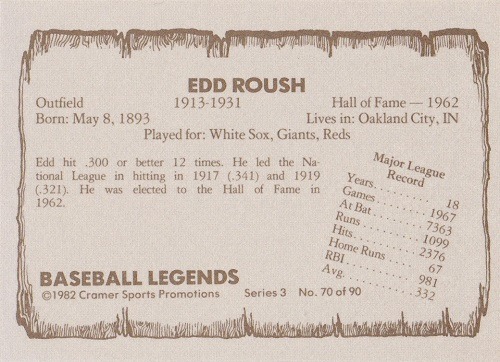 EDD ROUSH
Outfield 1913-1931 Hall of Fame — 1962
Born: May 8, 1893 Lives in: Oakland City, IN
Played for: White Sox, Giants, Reds
Edd hit .300 or better 12 times. He led the Na-
tional League in hitting in 1917 (.341) and 1919
(.321). He was elected to the Hall of Fame in
1962.
Major League
Record
Years. . . . . . . . . 18
Games . . . . . . . 1967
At Bat . . . . . . . 7363
Runs . . . . . . . . 1099
Hits. . . . . . . . . 2376
Home Runs . . . 67
RBI . . . . . . . . . 981
Avg. . . . . . . . . .332
BASEBALL LEGENDS
©1982 Cramer Sports Promotions Series 3 No. 70 of 90